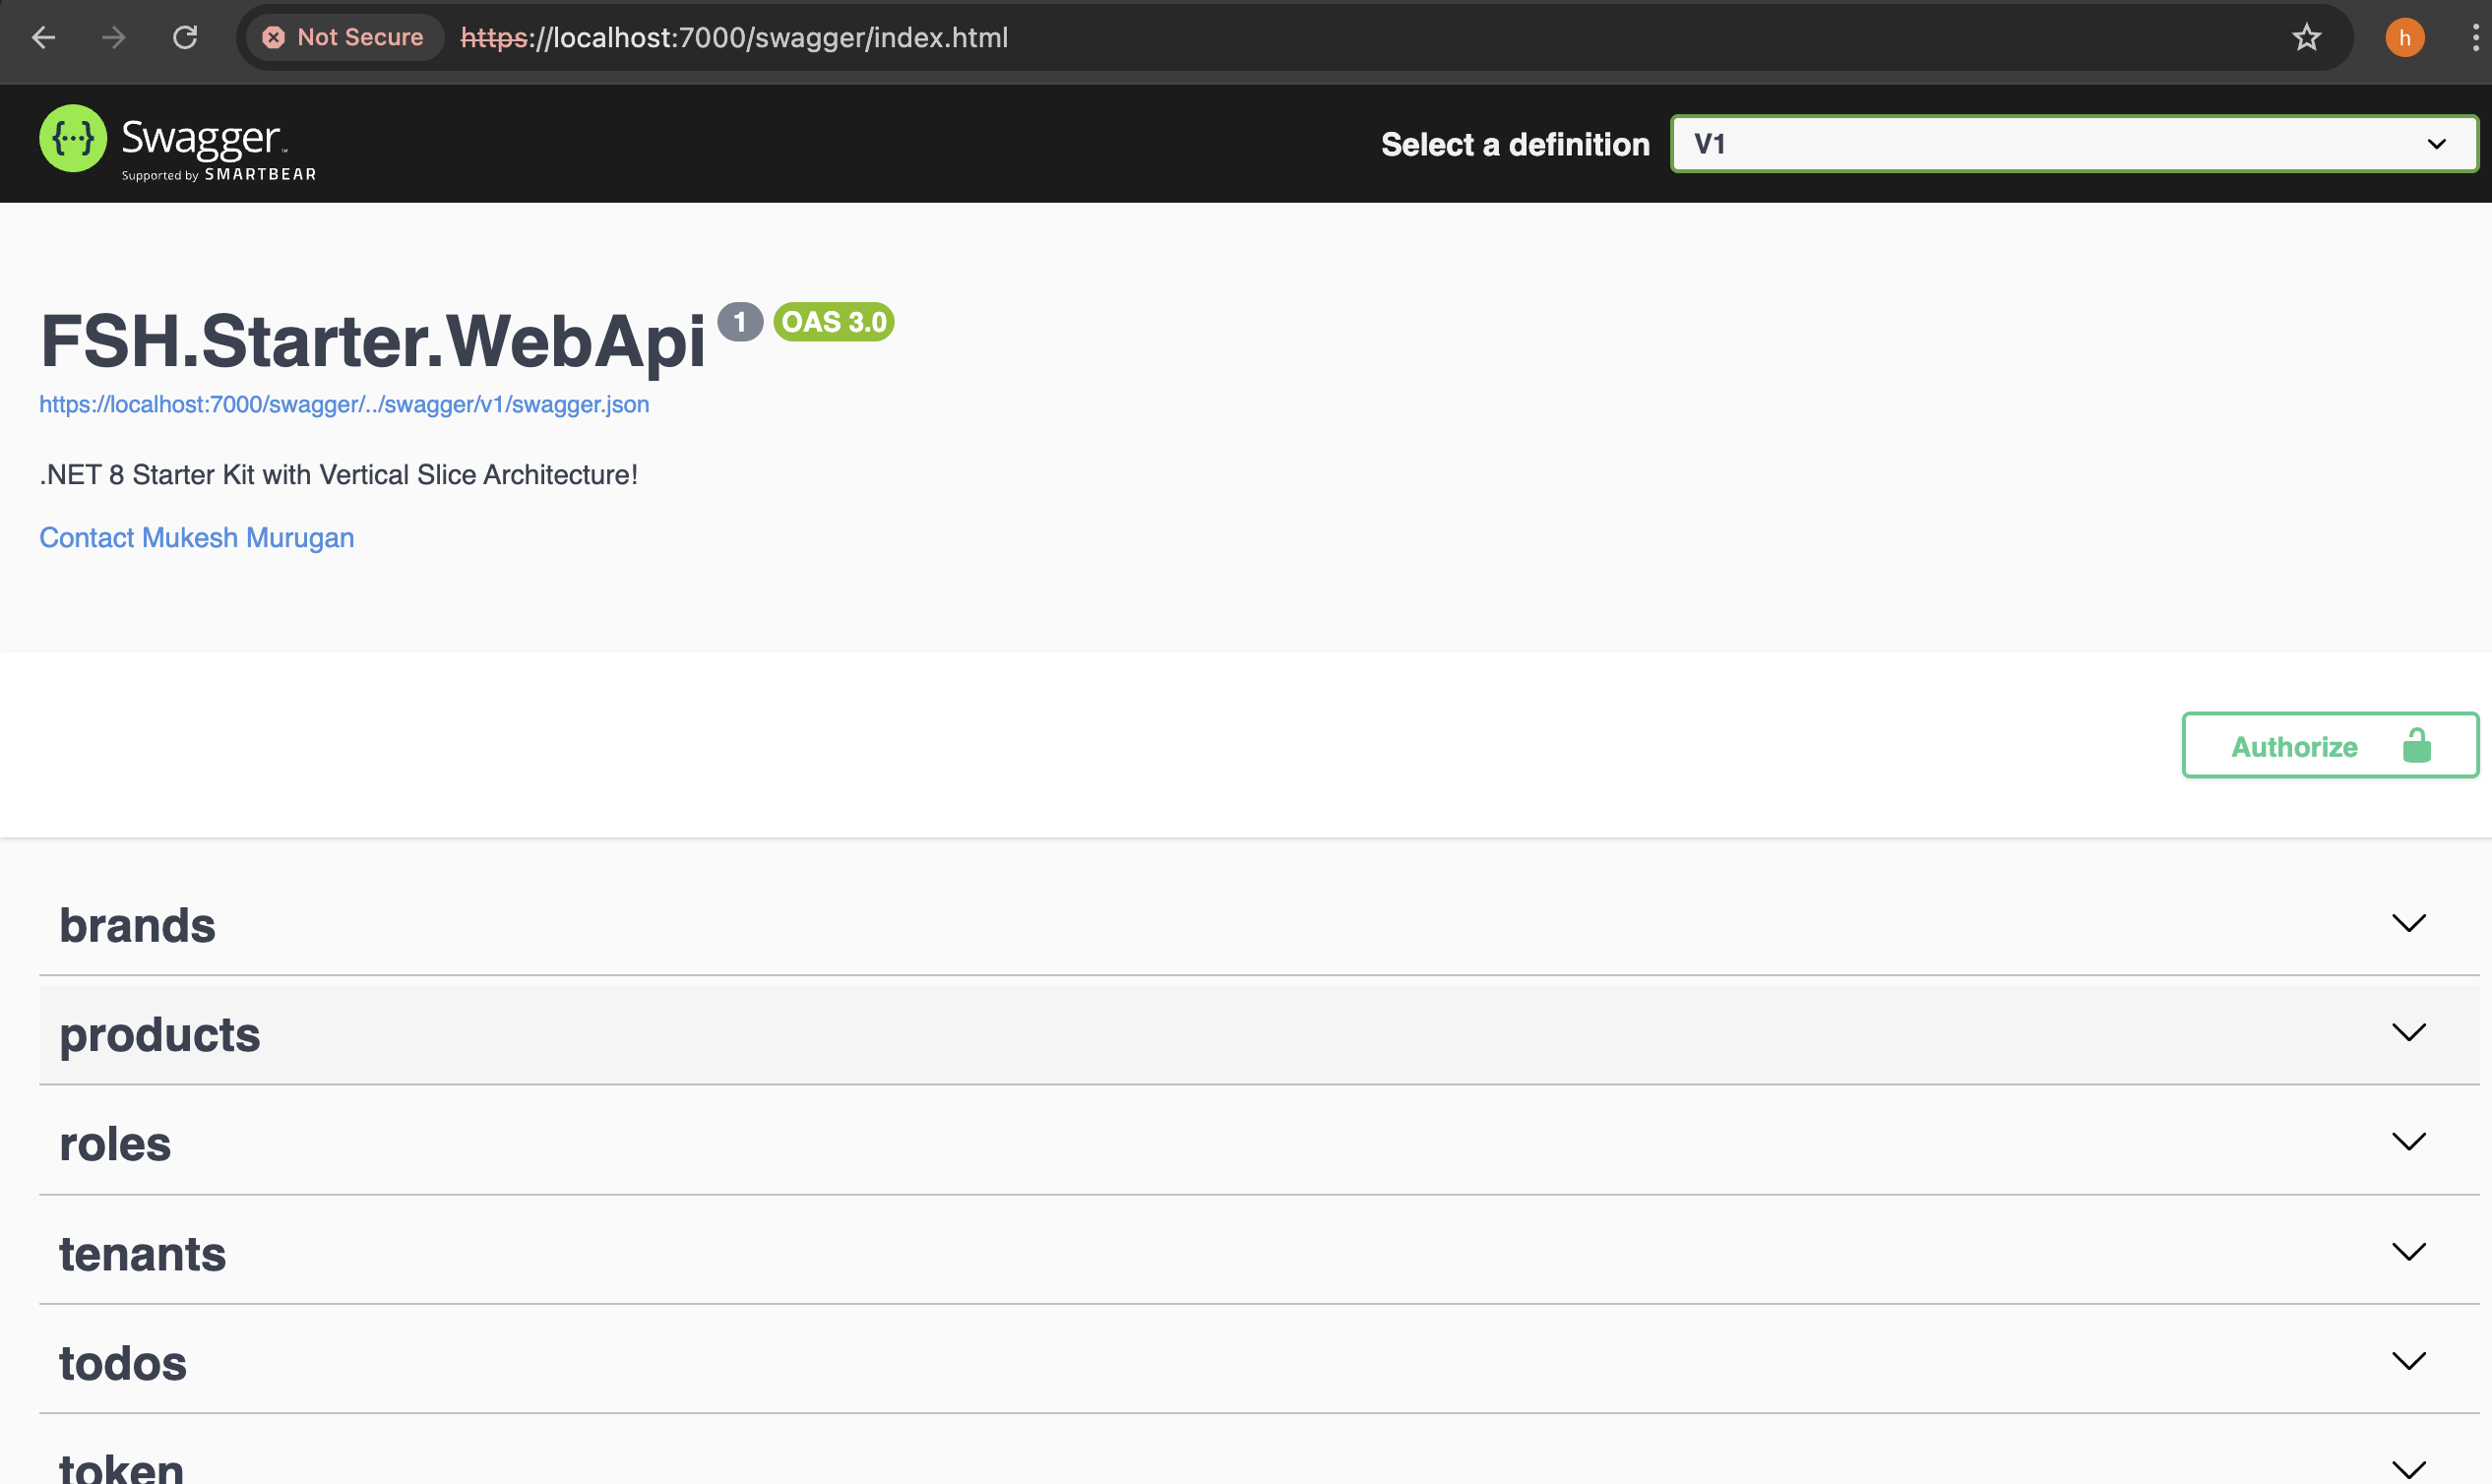 Not Secure https://localhost:7000/swagger/index.html h
{...} Swagger™
Supported by SMARTBEAR
Select a definition V1
FSH.Starter.WebApi 1 OAS 3.0
https://localhost:7000/swagger/../swagger/v1/swagger.json
.NET 8 Starter Kit with Vertical Slice Architecture!
Contact Mukesh Murugan
Authorize
brands
products
roles
tenants
todos
token